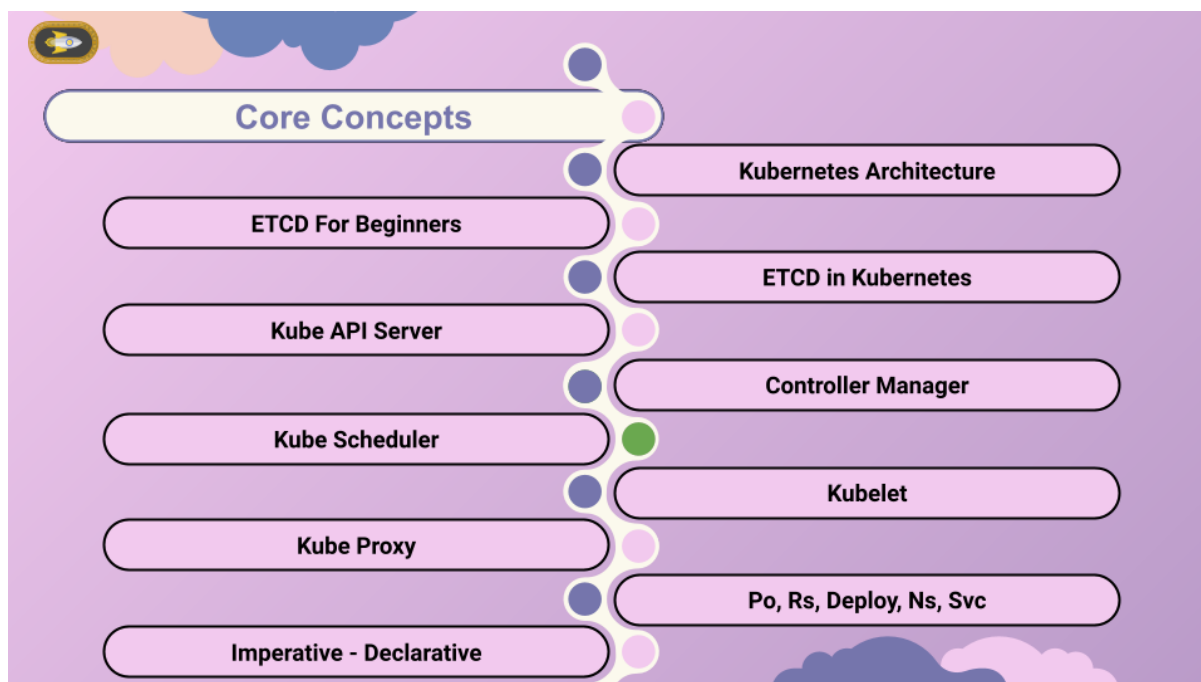 Core Concepts
Kubernetes Architecture
ETCD For Beginners
ETCD in Kubernetes
Kube API Server
Controller Manager
Kube Scheduler
Kubelet
Kube Proxy
Po, Rs, Deploy, Ns, Svc
Imperative - Declarative